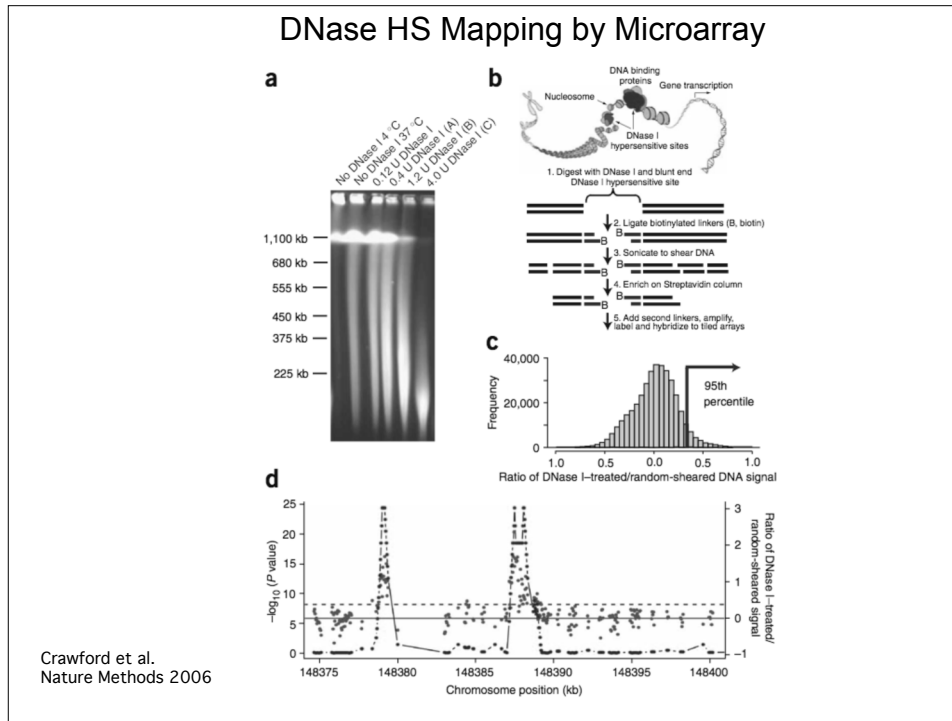 DNase HS Mapping by Microarray
a
No DNase I 4 °C
No DNase I 37 °C
0.12 U DNase I
0.4 U DNase I (A)
1.2 U DNase I (B)
4.0 U DNase I (C)
1,100 kb
680 kb
555 kb
450 kb
375 kb
225 kb
b
DNA binding
proteins
Gene transcription
Nucleosome
DNase I
hypersensitive sites
1. Digest with DNase I and blunt end
DNase I hypersensitive site
2. Ligate biotinylated linkers (B, biotin)
B
B
3. Sonicate to shear DNA
B
B
4. Enrich on Streptavidin column
B
B
5. Add second linkers, amplify,
label and hybridize to tiled arrays
c
40,000
20,000
0
Frequency
95th
percentile
1.0 0.5 0.0 0.5 1.0
Ratio of DNase I–treated/random-sheared DNA signal
d
25
20
15
10
5
0
–log10 (P value)
3
2
1
0
–1
Ratio of DNase I–treated/
random-sheared signal
148375 148380 148385 148390 148395 148400
Chromosome position (kb)
Crawford et al.
Nature Methods 2006